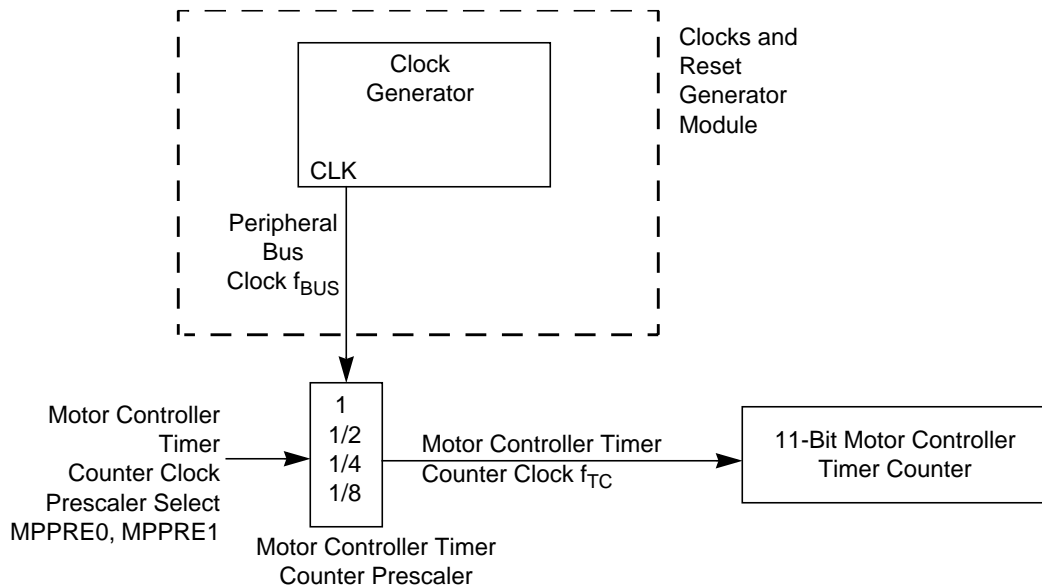 Clock
Generator
CLK
Clocks and
Reset
Generator
Module
Peripheral
Bus
Clock fBUS
Motor Controller
Timer
Counter Clock
Prescaler Select
MPPRE0, MPPRE1
1
1/2
1/4
1/8
Motor Controller Timer
Counter Prescaler
Motor Controller Timer
Counter Clock fTC
11-Bit Motor Controller
Timer Counter